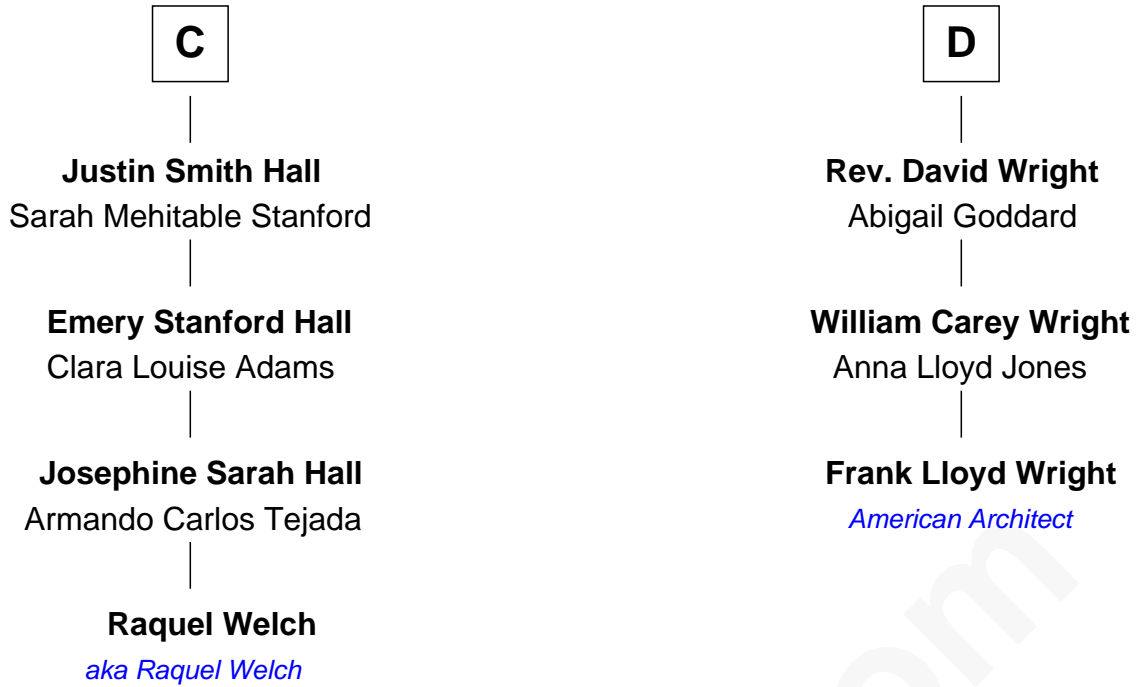 C
Justin Smith Hall
Sarah Mehitable Stanford
Emery Stanford Hall
Clara Louise Adams
Josephine Sarah Hall
Armando Carlos Tejada
Raquel Welch
aka Raquel Welch
D
Rev. David Wright
Abigail Goddard
William Carey Wright
Anna Lloyd Jones
Frank Lloyd Wright
American Architect
om